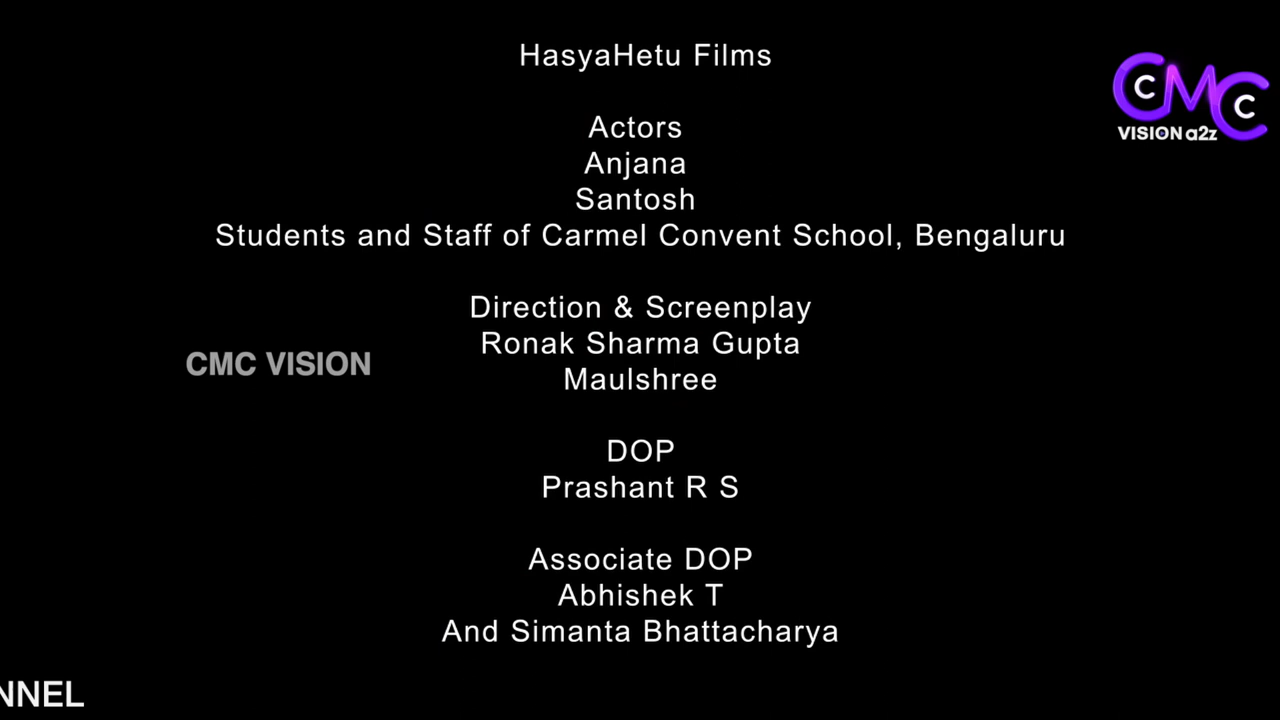 HasyaHetu Films
Actors
Anjana
Santosh
Students and Staff of Carmel Convent School, Bengaluru
Direction & Screenplay
Ronak Sharma Gupta
Maulshree
DOP
Prashant R S
Associate DOP
Abhishek T
And Simanta Bhattacharya
CMC VISION
CMC
C C
VISION a2z
NNEL